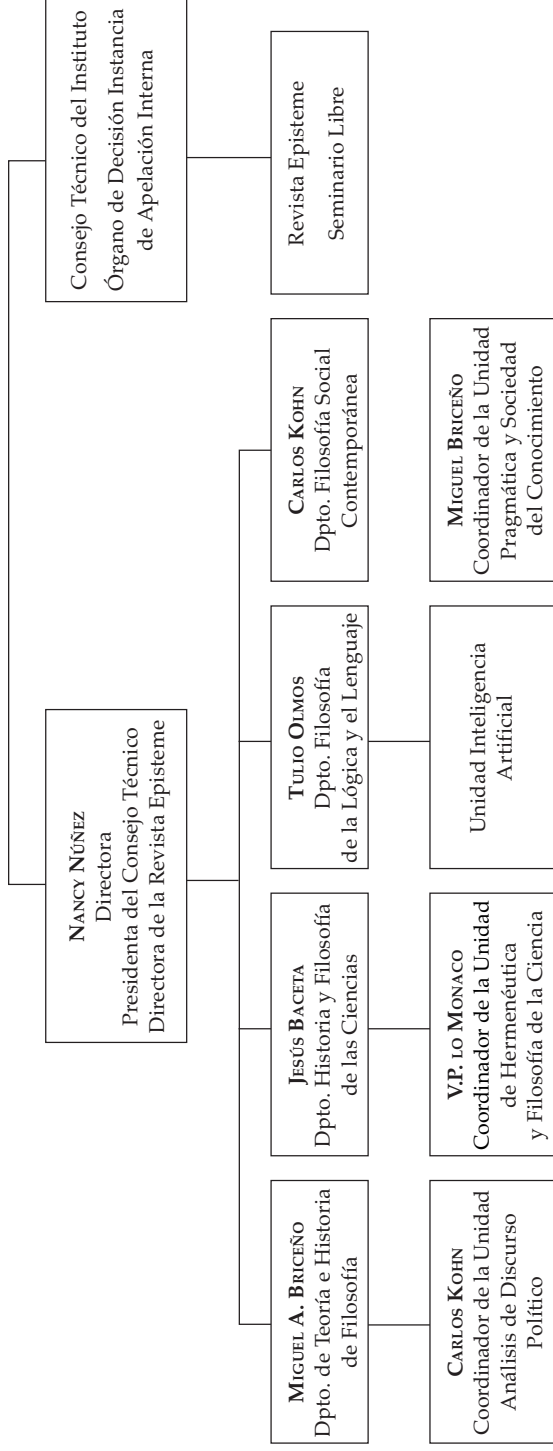 NANCY NÚÑEZ
Directora
Presidenta del Consejo Técnico
Directora de la Revista Episteme
Consejo Técnico del Instituto
Órgano de Decisión Instancia
de Apelación Interna
MIGUEL A. BRICEÑO
Dpto. de Teoría e Historia
de Filosofía
JESÚS BACETA
Dpto. Historia y Filosofía
de las Ciencias
TULIO OLMOS
Dpto. Filosofía
de la Lógica y el Lenguaje
CARLOS KOHN
Dpto. Filosofía Social
Contemporánea
Revista Episteme
Seminario Libre
CARLOS KOHN
Coordinador de la Unidad
Análisis de Discurso
Político
V.P. LO MONACO
Coordinador de la Unidad
de Hermenéutica
y Filosofía de la Ciencia
Unidad Inteligencia
Artificial
MIGUEL BRICEÑO
Coordinador de la Unidad
Pragmática y Sociedad
del Conocimiento